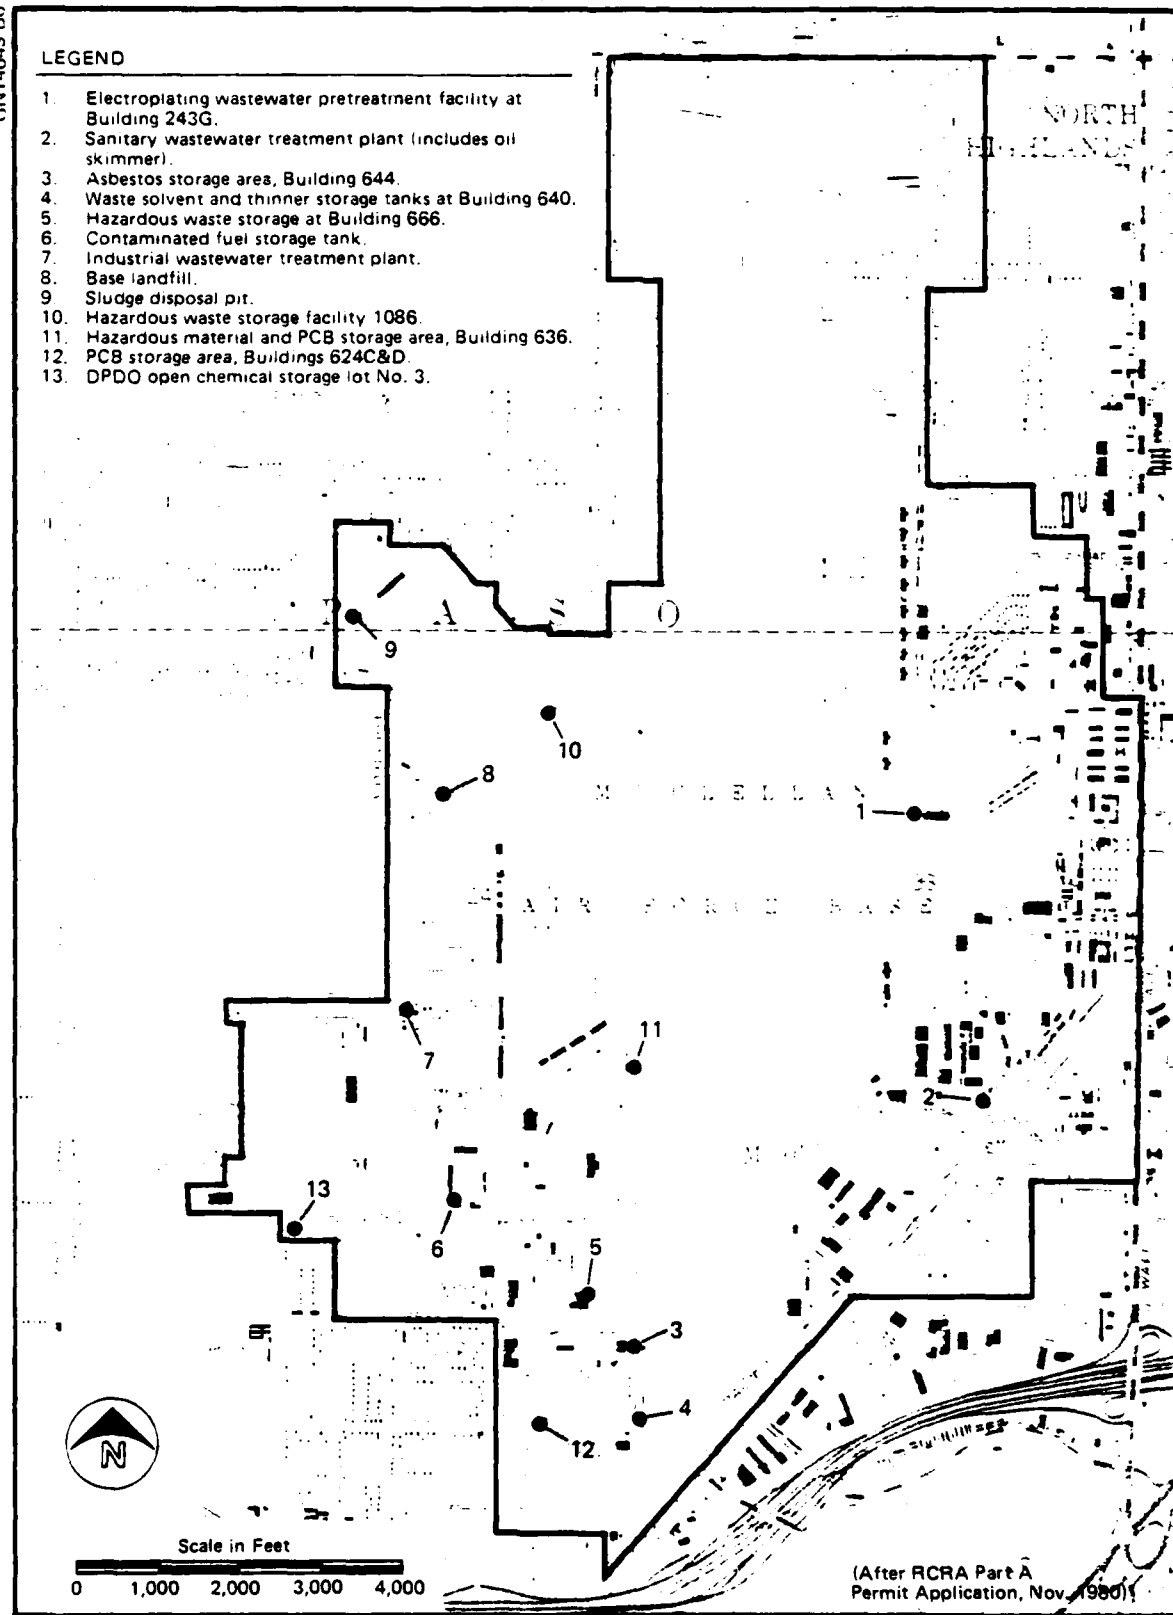 LEGEND
1. Electroplating wastewater pretreatment facility at
Building 243G.
2. Sanitary wastewater treatment plant (includes oil
skimmer).
3. Asbestos storage area, Building 644.
4. Waste solvent and thinner storage tanks at Building 640.
5. Hazardous waste storage at Building 666.
6. Contaminated fuel storage tank.
7. Industrial wastewater treatment plant.
8. Base landfill.
9 Sludge disposal pit.
10. Hazardous waste storage facility 1086.
11. Hazardous material and PCB storage area, Building 636.
12. PCB storage area, Buildings 624C&D.
13. DPDO open chemical storage lot No. 3.
NORTH
HIGHLANDS
P A S O
9
10
8
McCLELLAN
1
AIR FORCE BASE
7
11
2
13
6
5
3
4
12
WATT
N
Scale in Feet
0 1,000 2,000 3,000 4,000
(After RCRA Part A
Permit Application, Nov. 1980)